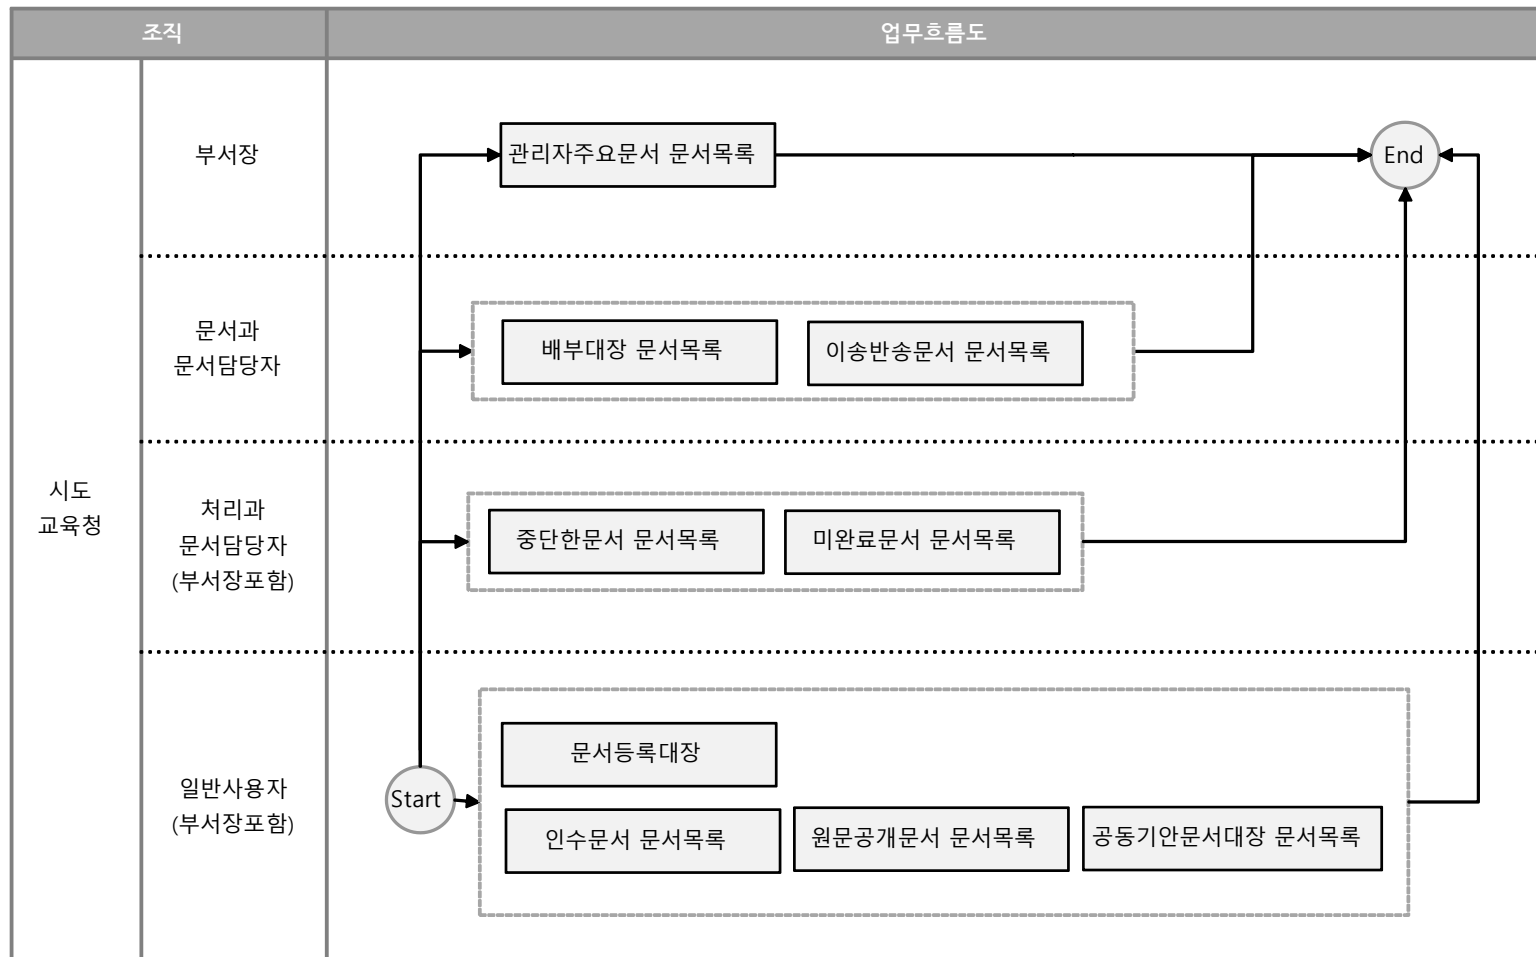 조직
업무흐름도
부서장
관리자주요문서 문서목록
End
문서과
문서담당자
배부대장 문서목록
이송반송문서 문서목록
시도
교육청
처리과
문서담당자
(부서장포함)
중단한문서 문서목록
미완료문서 문서목록
일반사용자
(부서장포함)
Start
문서등록대장
인수문서 문서목록
원문공개문서 문서목록
공동기안문서대장 문서목록